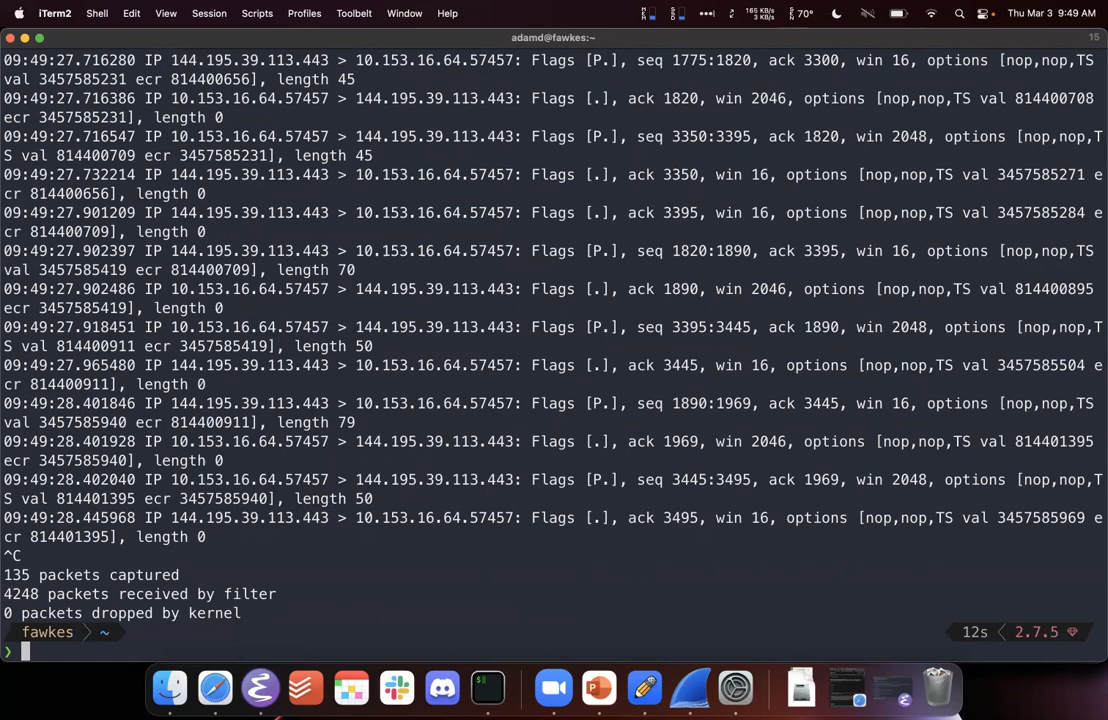 iTerm2 Shell Edit View Session Scripts Profiles Toolbelt Window Help 165 KB/s 3 KB/s 70° Thu Mar 3 9:49 AM
adamd@fawkes:~ 15
09:49:27.716280 IP 144.195.39.113.443 > 10.153.16.64.57457: Flags [P.], seq 1775:1820, ack 3300, win 16, options [nop,nop,TS
val 3457585231 ecr 814400656], length 45
09:49:27.716386 IP 10.153.16.64.57457 > 144.195.39.113.443: Flags [.], ack 1820, win 2046, options [nop,nop,TS val 814400708
ecr 3457585231], length 0
09:49:27.716547 IP 10.153.16.64.57457 > 144.195.39.113.443: Flags [P.], seq 3350:3395, ack 1820, win 2048, options [nop,nop,T
S val 814400709 ecr 3457585231], length 45
09:49:27.732214 IP 144.195.39.113.443 > 10.153.16.64.57457: Flags [.], ack 3350, win 16, options [nop,nop,TS val 3457585271 e
cr 814400656], length 0
09:49:27.901209 IP 144.195.39.113.443 > 10.153.16.64.57457: Flags [.], ack 3395, win 16, options [nop,nop,TS val 3457585284 e
cr 814400709], length 0
09:49:27.902397 IP 144.195.39.113.443 > 10.153.16.64.57457: Flags [P.], seq 1820:1890, ack 3395, win 16, options [nop,nop,TS
val 3457585419 ecr 814400709], length 70
09:49:27.902486 IP 10.153.16.64.57457 > 144.195.39.113.443: Flags [.], ack 1890, win 2046, options [nop,nop,TS val 814400895
ecr 3457585419], length 0
09:49:27.918451 IP 10.153.16.64.57457 > 144.195.39.113.443: Flags [P.], seq 3395:3445, ack 1890, win 2048, options [nop,nop,T
S val 814400911 ecr 3457585419], length 50
09:49:27.965480 IP 144.195.39.113.443 > 10.153.16.64.57457: Flags [.], ack 3445, win 16, options [nop,nop,TS val 3457585504 e
cr 814400911], length 0
09:49:28.401846 IP 144.195.39.113.443 > 10.153.16.64.57457: Flags [P.], seq 1890:1969, ack 3445, win 16, options [nop,nop,TS
val 3457585940 ecr 814400911], length 79
09:49:28.401928 IP 10.153.16.64.57457 > 144.195.39.113.443: Flags [.], ack 1969, win 2046, options [nop,nop,TS val 814401395
ecr 3457585940], length 0
09:49:28.402040 IP 10.153.16.64.57457 > 144.195.39.113.443: Flags [P.], seq 3445:3495, ack 1969, win 2048, options [nop,nop,T
S val 814401395 ecr 3457585940], length 50
09:49:28.445968 IP 144.195.39.113.443 > 10.153.16.64.57457: Flags [.], ack 3495, win 16, options [nop,nop,TS val 3457585969 e
cr 814401395], length 0
^C
135 packets captured
4248 packets received by filter
0 packets dropped by kernel
fawkes ~ 12s 2.7.5
❯